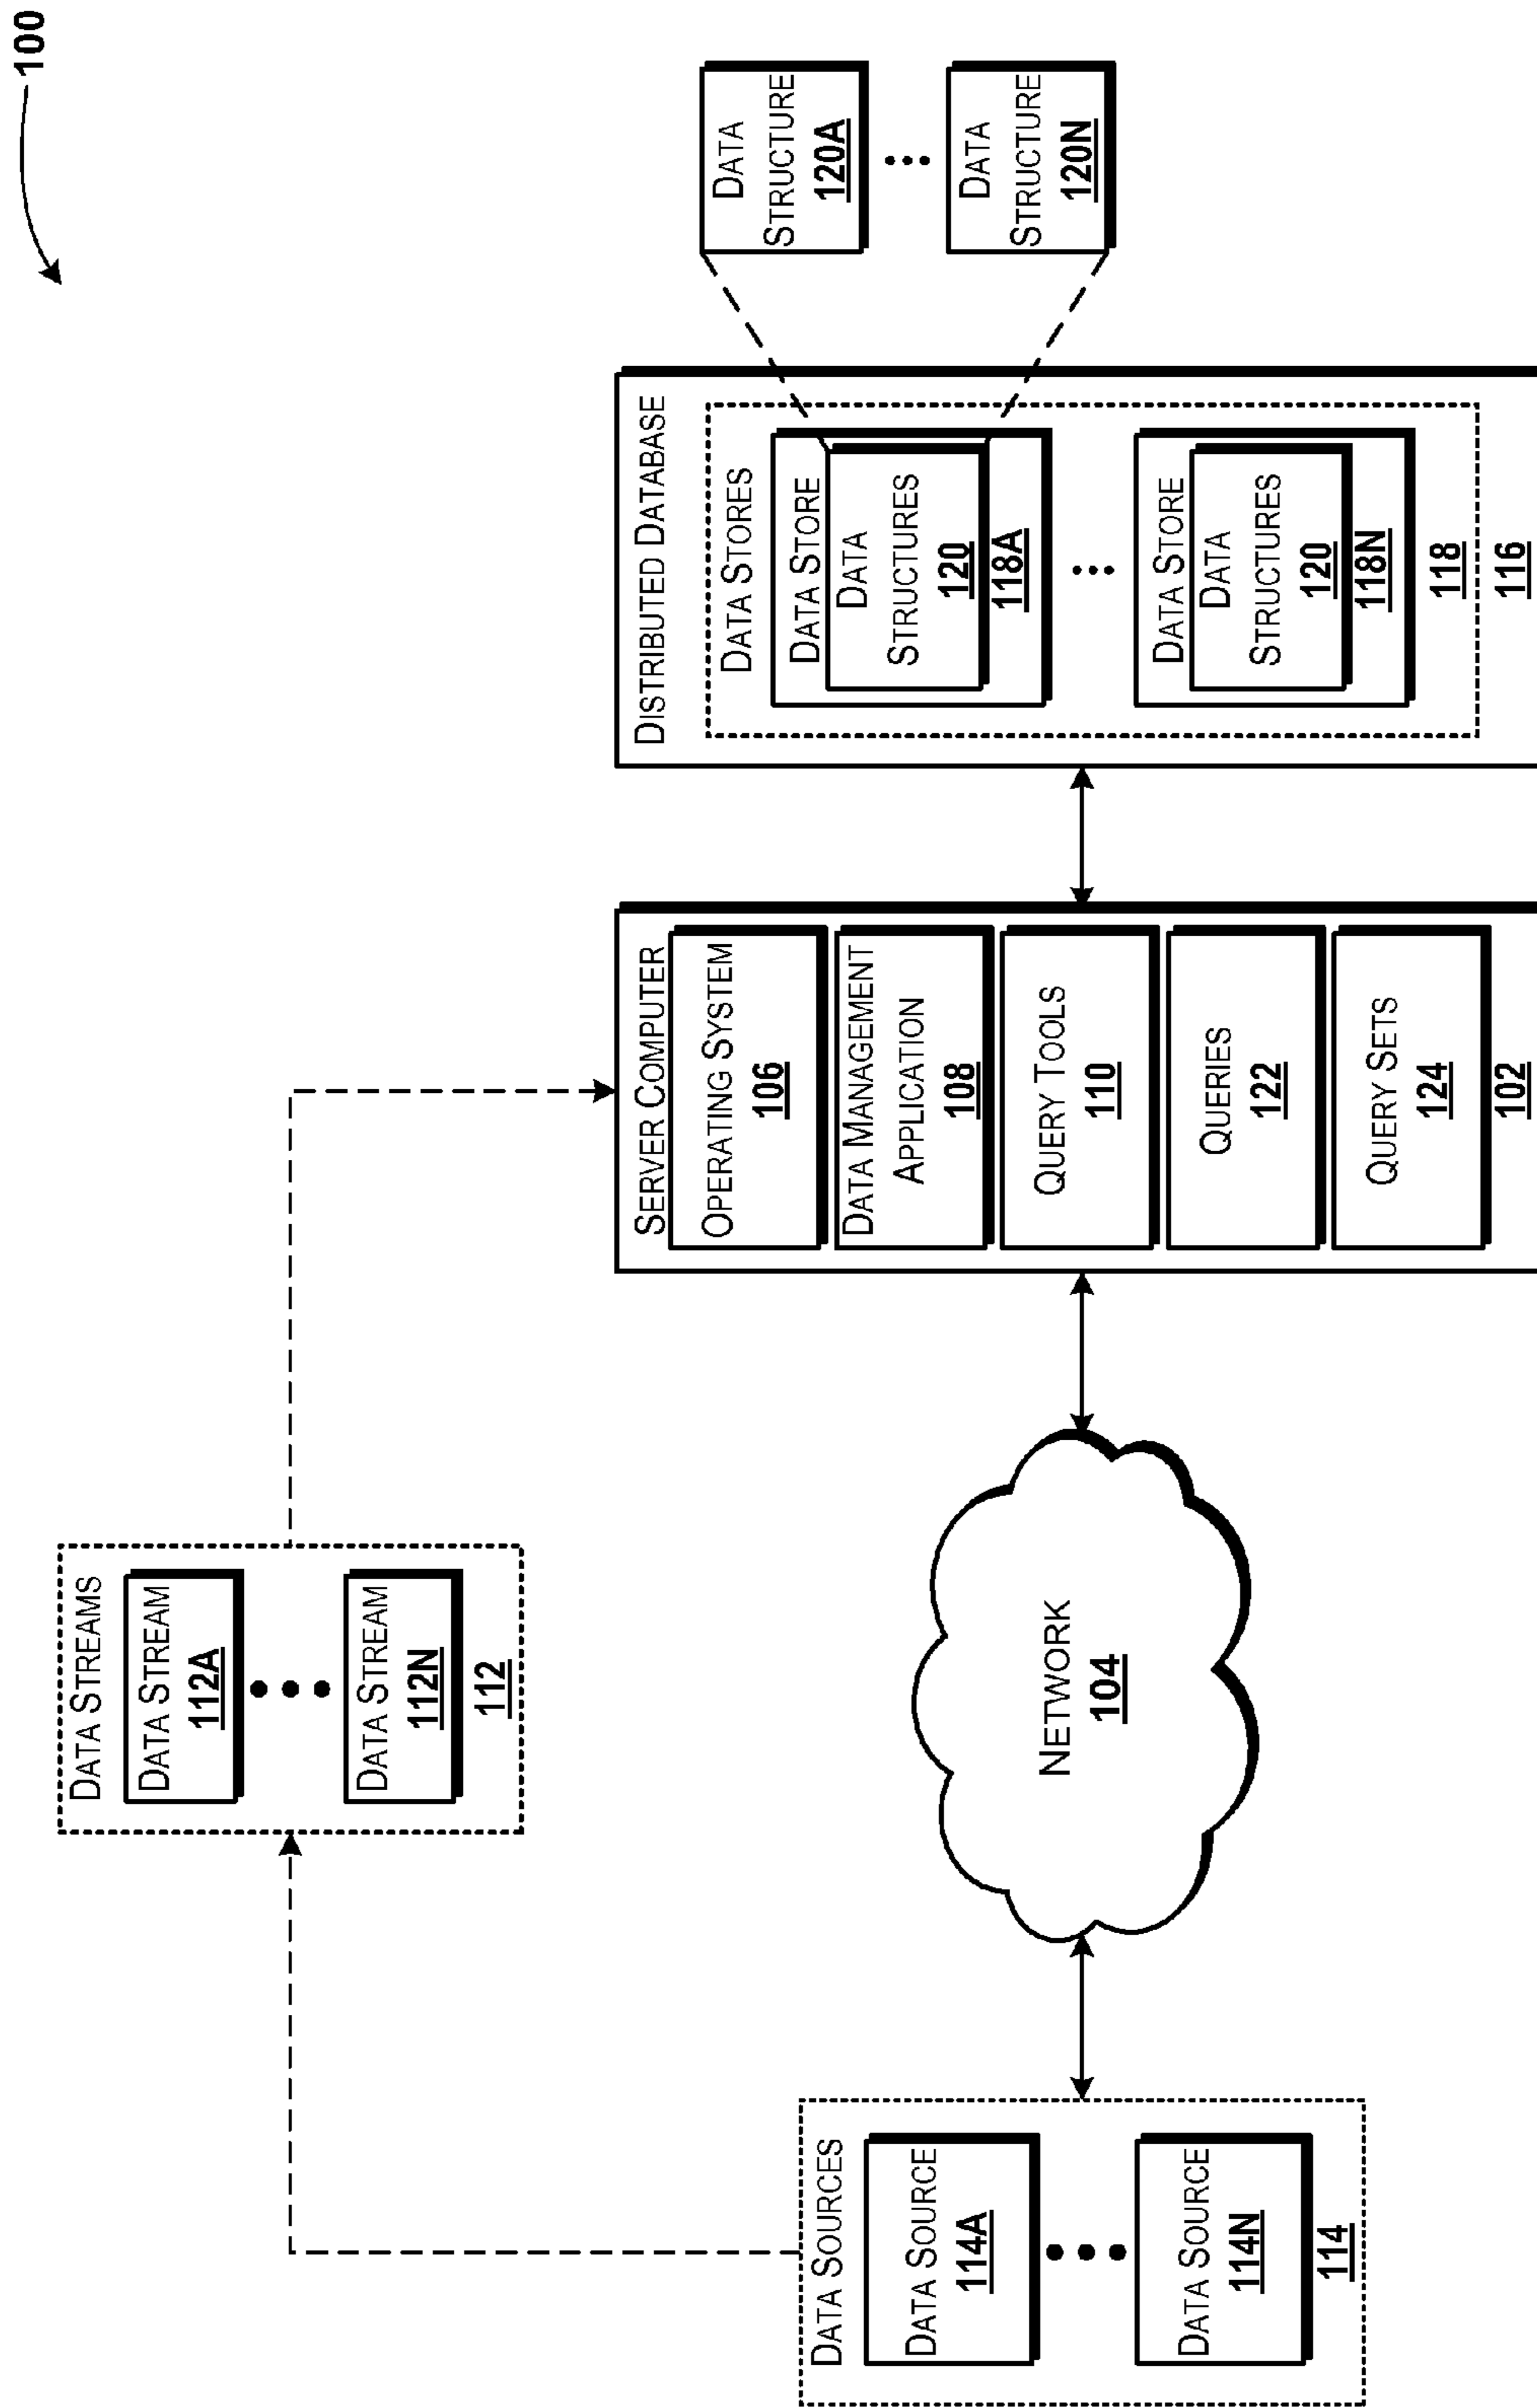 100
DATA STREAMS
DATA STREAM
112A
DATA STREAM
112N
112
DATA SOURCES
DATA SOURCE
114A
DATA SOURCE
114N
114
NETWORK
104
SERVER COMPUTER
OPERATING SYSTEM
106
DATA MANAGEMENT
APPLICATION
108
QUERY TOOLS
110
QUERIES
122
QUERY SETS
124
102
DISTRIBUTED DATABASE
DATA STORES
DATA STORE
DATA
STRUCTURES
120
118A
DATA STORE
DATA
STRUCTURES
120
118N
118
116
DATA
STRUCTURE
120A
DATA
STRUCTURE
120N